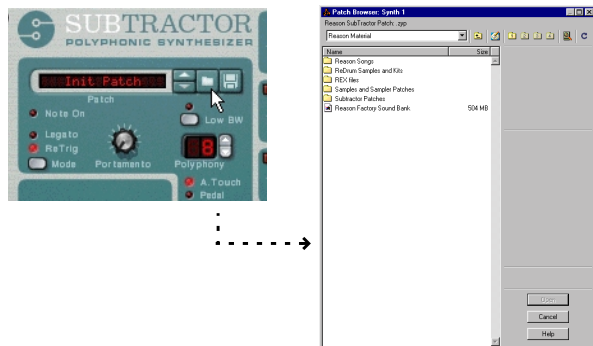 SUBTRACTOR
POLYPHONIC SYNTHESIZER
Init Patch
Patch
Note On
Low BW
Legato
ReTrig
Mode
Portamento
8
Polyphony
A.Touch
Pedal
Patch Browser: Synth 1
Reason SubTractor Patch:.zyp
Reason Material
Name Size
Reason Songs
ReDrum Samples and Kits
REX files
Samples and Sampler Patches
Subtractor Patches
Reason Factory Sound Bank 504 MB
Open
Cancel
Help